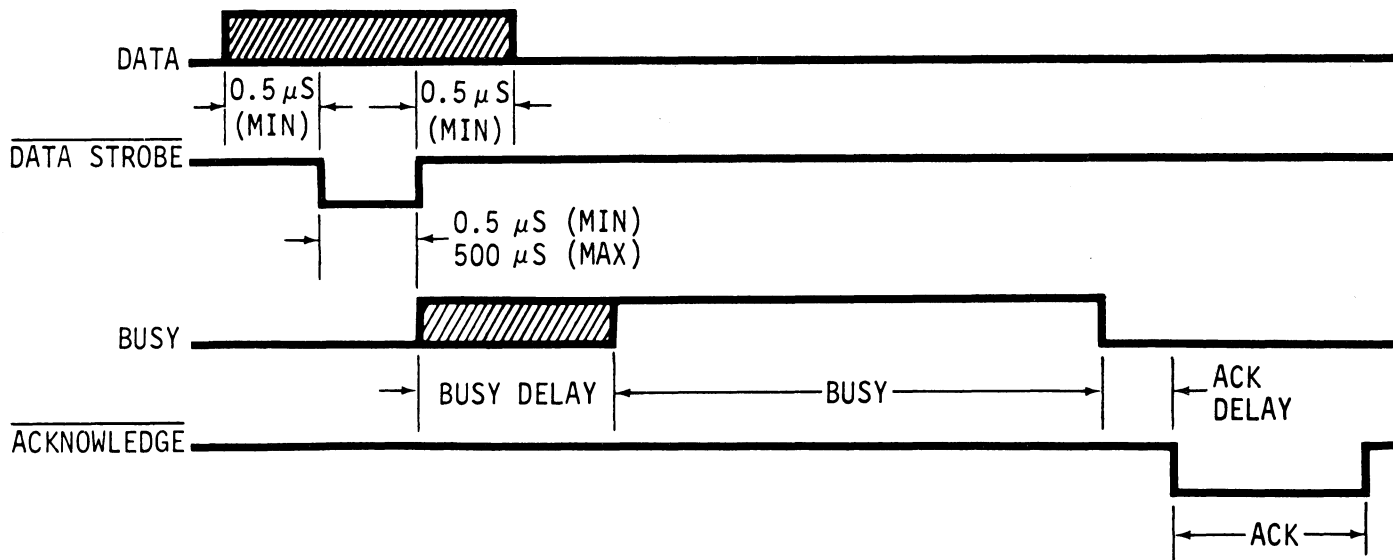 DATA
0.5 μS
(MIN)
0.5 μS
(MIN)
DATA STROBE
0.5 μS (MIN)
500 μS (MAX)
BUSY
BUSY DELAY
BUSY
ACK
DELAY
ACKNOWLEDGE
ACK